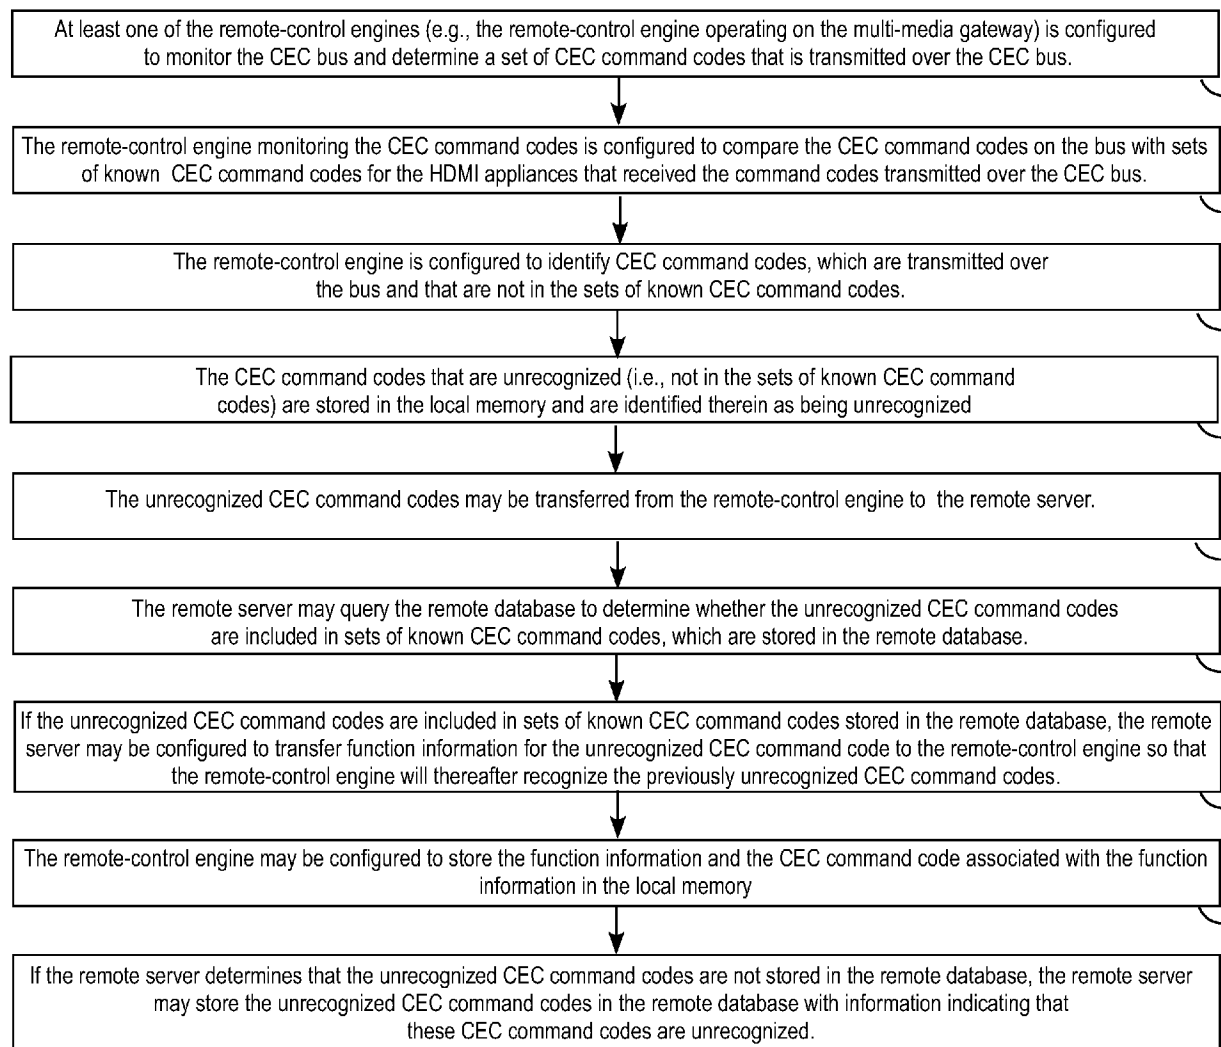 At least one of the remote-control engines (e.g., the remote-control engine operating on the multi-media gateway) is configured
to monitor the CEC bus and determine a set of CEC command codes that is transmitted over the CEC bus.
The remote-control engine monitoring the CEC command codes is configured to compare the CEC command codes on the bus with sets
of known CEC command codes for the HDMI appliances that received the command codes transmitted over the CEC bus.
The remote-control engine is configured to identify CEC command codes, which are transmitted over
the bus and that are not in the sets of known CEC command codes.
The CEC command codes that are unrecognized (i.e., not in the sets of known CEC command
codes) are stored in the local memory and are identified therein as being unrecognized
The unrecognized CEC command codes may be transferred from the remote-control engine to the remote server.
The remote server may query the remote database to determine whether the unrecognized CEC command codes
are included in sets of known CEC command codes, which are stored in the remote database.
If the unrecognized CEC command codes are included in sets of known CEC command codes stored in the remote database, the remote
server may be configured to transfer function information for the unrecognized CEC command code to the remote-control engine so that
the remote-control engine will thereafter recognize the previously unrecognized CEC command codes.
The remote-control engine may be configured to store the function information and the CEC command code associated with the function
information in the local memory
If the remote server determines that the unrecognized CEC command codes are not stored in the remote database, the remote server
may store the unrecognized CEC command codes in the remote database with information indicating that
these CEC command codes are unrecognized.